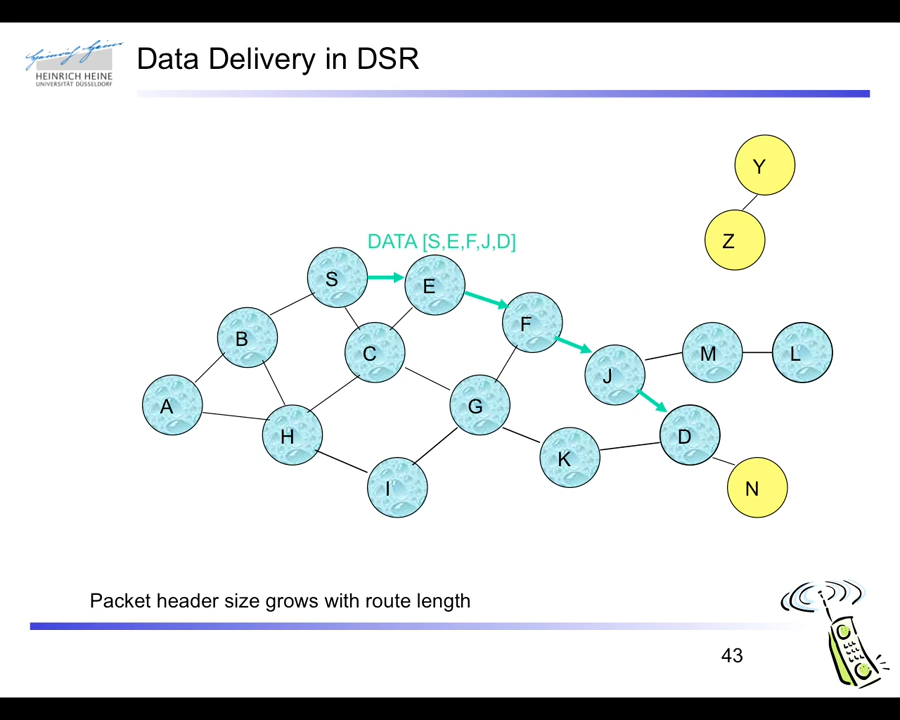 HEINRICH HEINE
UNIVERSITÄT DÜSSELDORF
Data Delivery in DSR
Y
Z
DATA [S,E,F,J,D]
S
E
F
B
C
M
L
J
A
G
H
D
K
I
N
Packet header size grows with route length
43